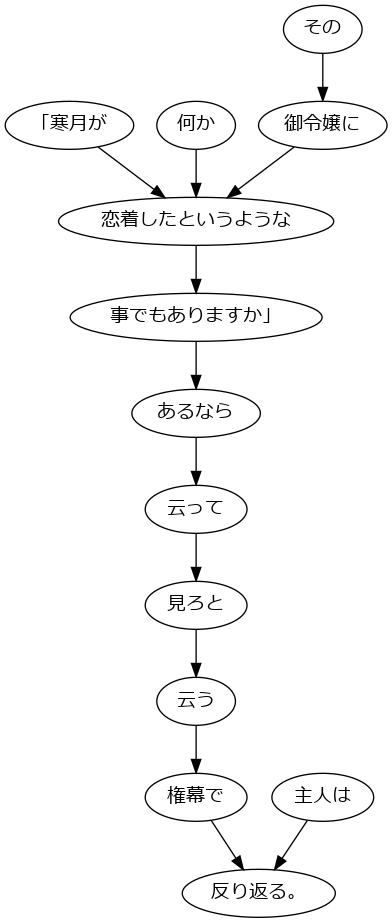 その
「寒月が 何か 御令嬢に
恋着したというような
事でもありますか」
あるなら
云って
見ろと
云う
権幕で 主人は
反り返る。